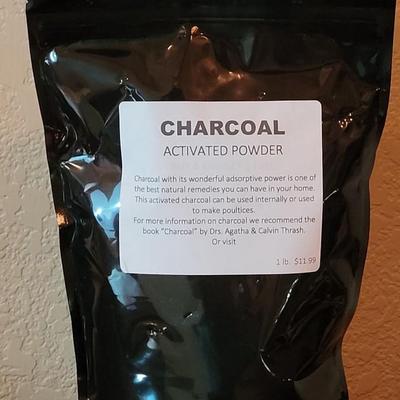 CHARCOAL
ACTIVATED POWDER
Charcoal with its wonderful adsorptive power is one of
the best natural remedies you can have in your home.
This activated charcoal can be used internally or used
to make poultices.
For more information on charcoal we recommend the
book "Charcoal" by Drs. Agatha & Calvin Thrash.
Or visit
1 lb. $11.99